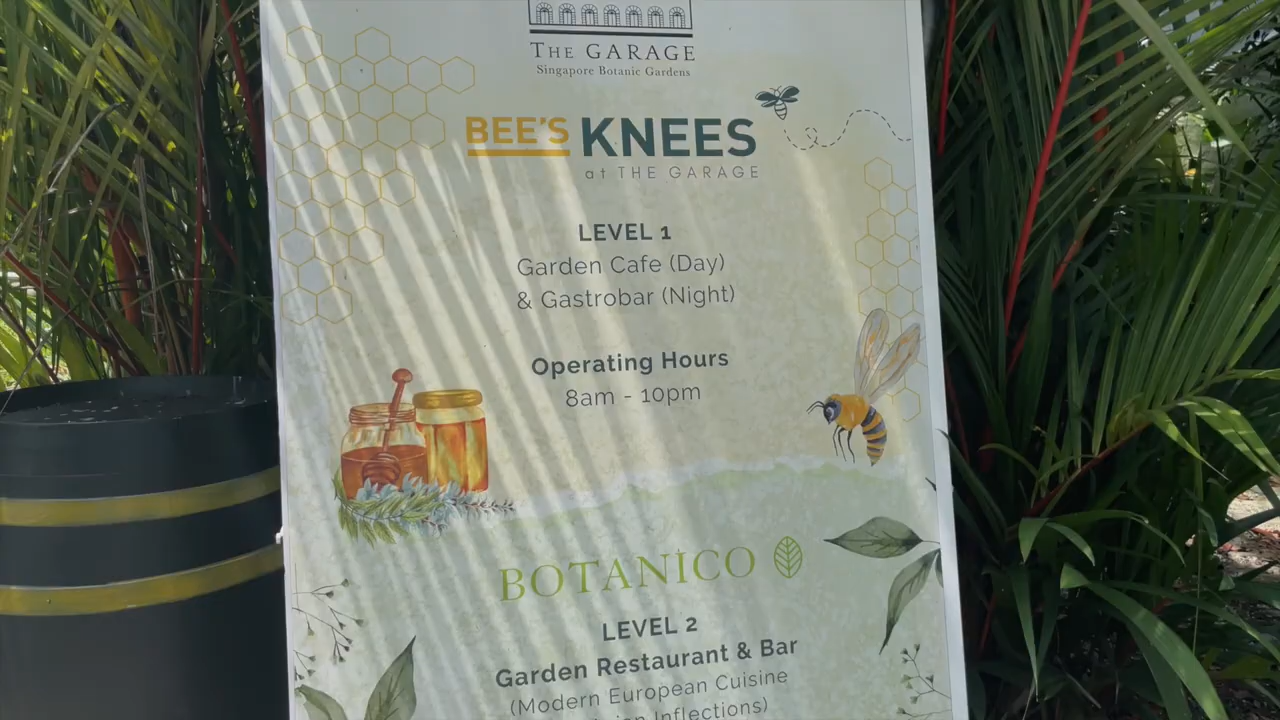 THE GARAGE
Singapore Botanic Gardens
BEE'S KNEES
at THE GARAGE
LEVEL 1
Garden Cafe (Day)
& Gastrobar (Night)
Operating Hours
8am - 10pm
BOTANICO
LEVEL 2
Garden Restaurant & Bar
(Modern European Cuisine
Inflections)